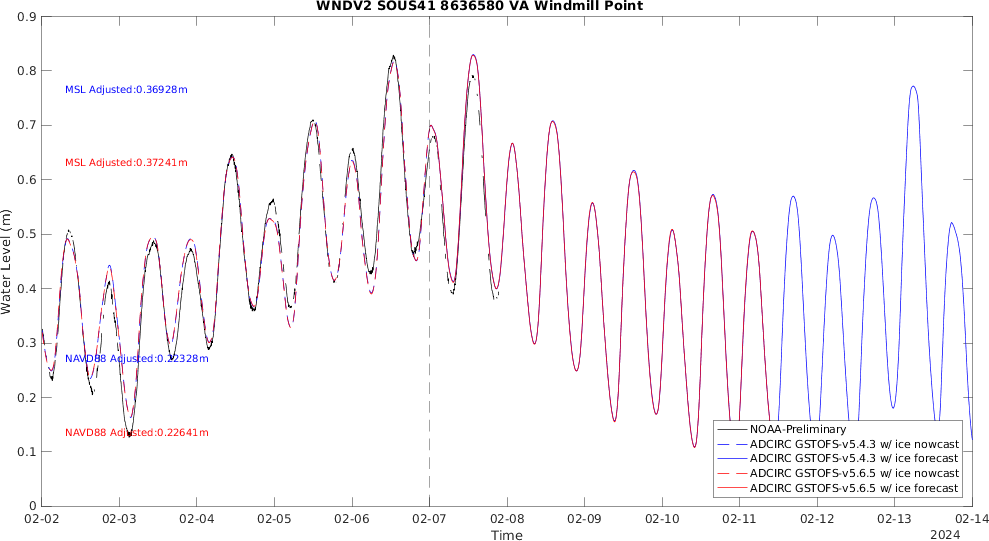 WNDV2 SOUS41 8636580 VA Windmill Point
0.9
0.8
0.7
0.6
0.5
0.4
0.3
0.2
0.1
0
Water Level (m)
MSL Adjusted:0.36928m
MSL Adjusted:0.37241m
NAVD88 Adjusted:0.22328m
NAVD88 Adjusted:0.22641m
NOAA-Preliminary
ADCIRC GSTOFS-v5.4.3 w/ ice nowcast
ADCIRC GSTOFS-v5.4.3 w/ ice forecast
ADCIRC GSTOFS-v5.6.5 w/ ice nowcast
ADCIRC GSTOFS-v5.6.5 w/ ice forecast
02-02 02-03 02-04 02-05 02-06 02-07 02-08 02-09 02-10 02-11 02-12 02-13 02-14
Time
2024